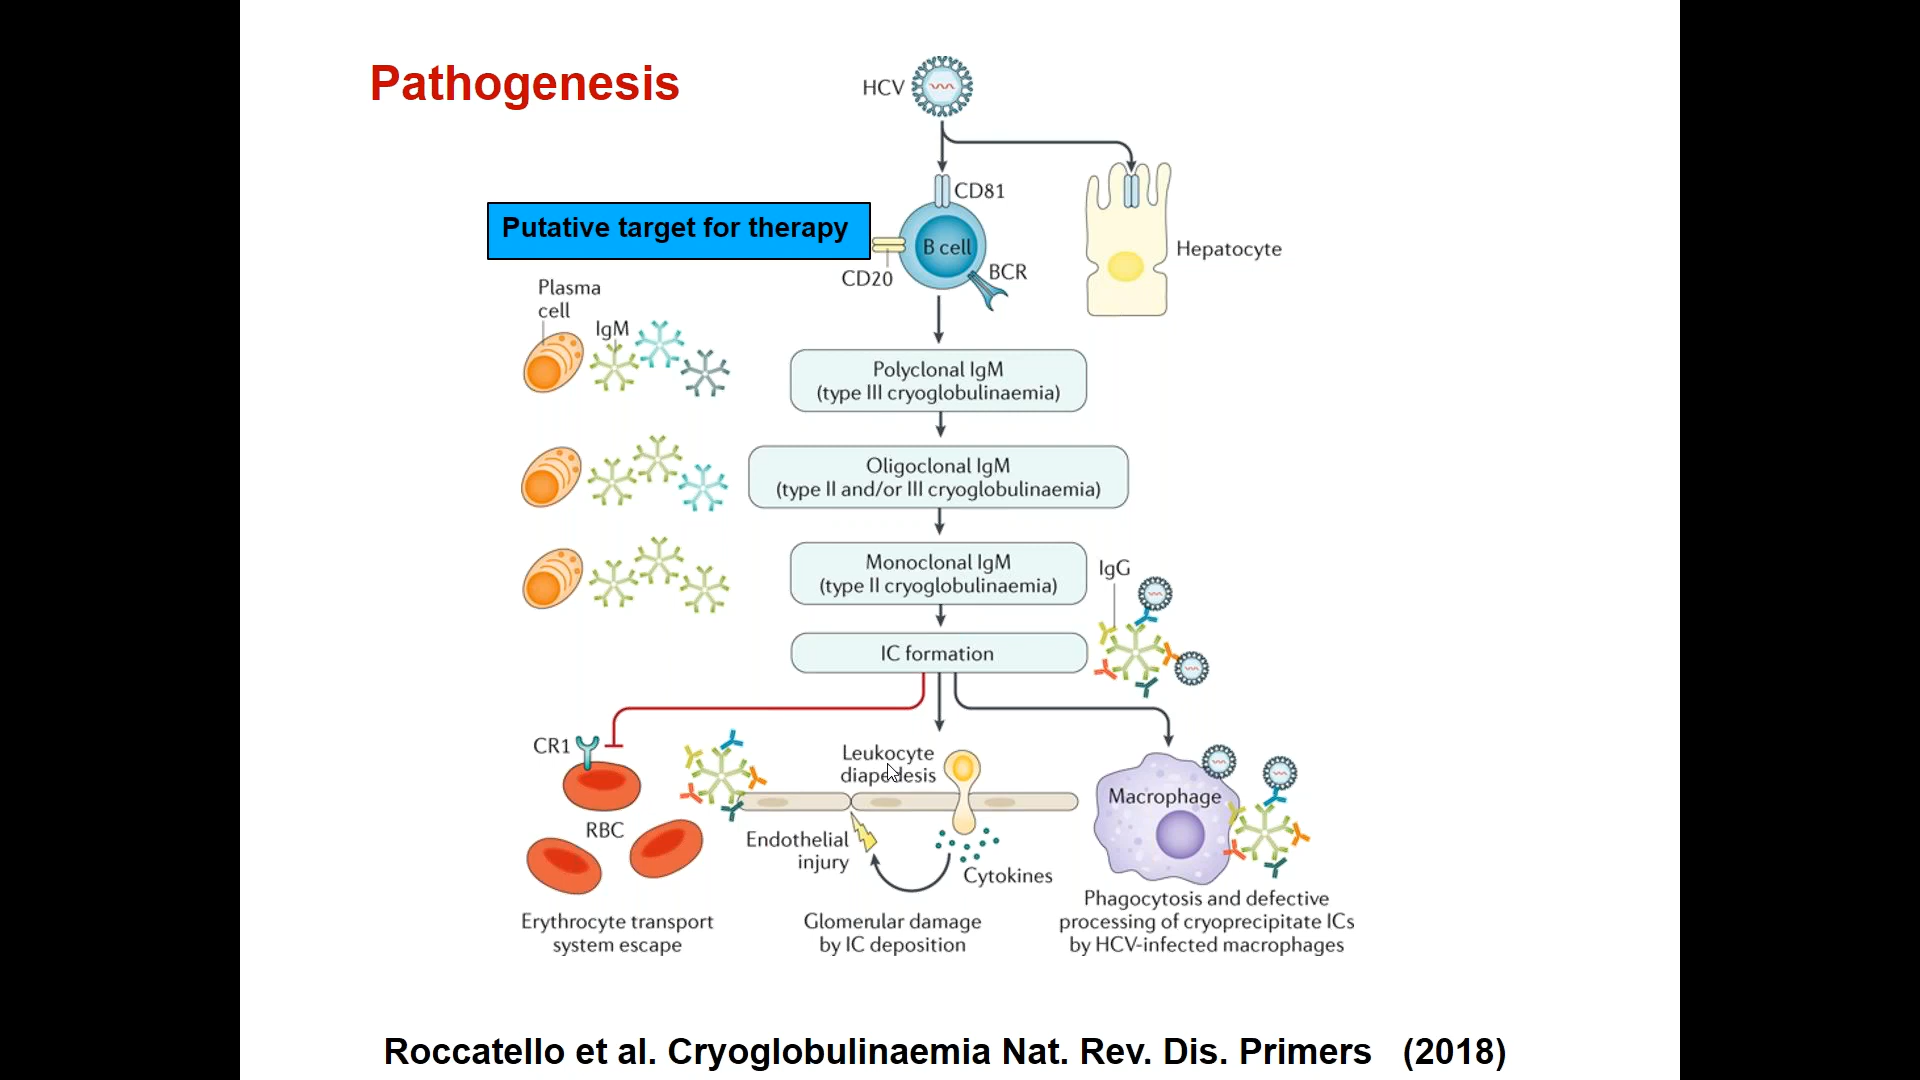 Pathogenesis
HCV
CD81
Putative target for therapy
B cell
CD20
BCR
Hepatocyte
Plasma
cell
IgM
Polyclonal IgM
(type III cryoglobulinaemia)
Oligoclonal IgM
(type II and/or III cryoglobulinaemia)
Monoclonal IgM
(type II cryoglobulinaemia)
IgG
IC formation
CR1
RBC
Erythrocyte transport
system escape
Leukocyte
diapedesis
Endothelial
injury
Cytokines
Glomerular damage
by IC deposition
Macrophage
Phagocytosis and defective
processing of cryoprecipitate ICs
by HCV-infected macrophages
Roccatello et al. Cryoglobulinaemia Nat. Rev. Dis. Primers (2018)